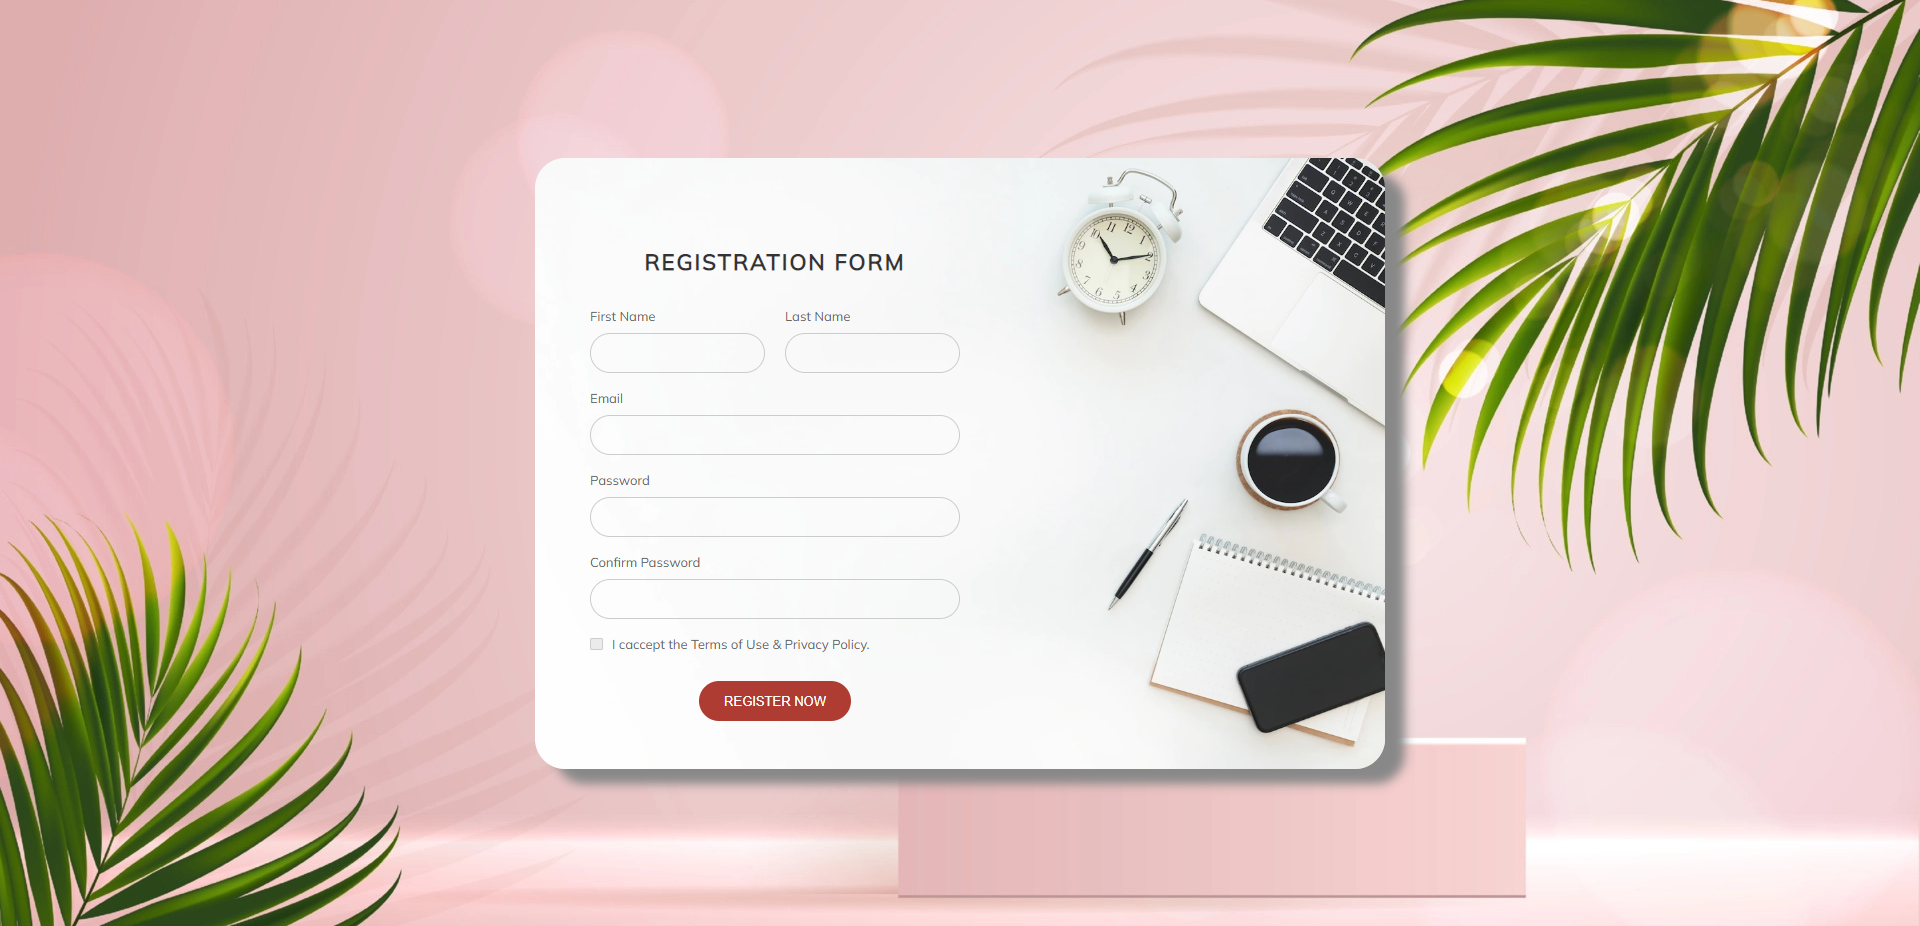 REGISTRATION FORM
First Name
Last Name
Email
Password
Confirm Password
I caccept the Terms of Use & Privacy Policy.
REGISTER NOW